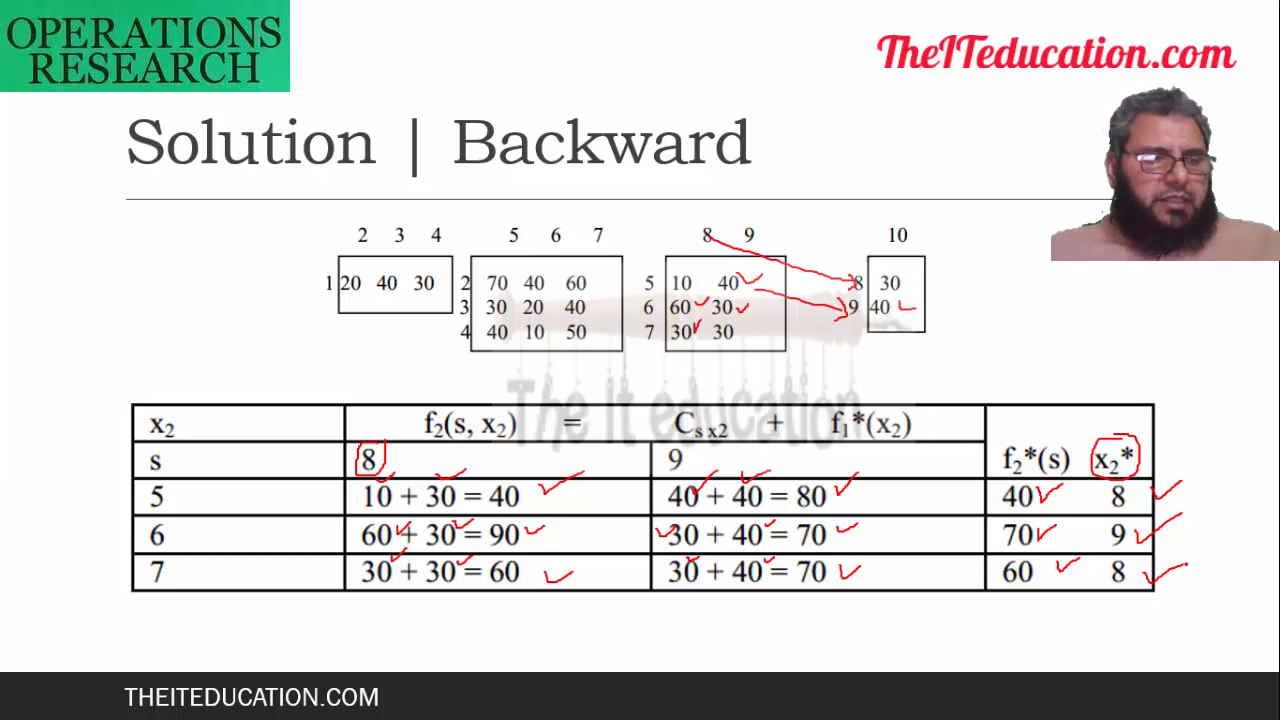 OPERATIONS
RESEARCH
TheITeducation.com
Solution | Backward
2 3 4
5 6 7
8 9
10
1 20 40 30
2 70 40 60
3 30 20 40
4 40 10 50
5 10 40
6 60 30
7 30 30
8 30
9 40
The It education
x₂ f₂(s, x₂) = C_{s x2} + f₁*(x₂)
s 8 9 f₂*(s) x₂*
5 10 + 30 = 40 40 + 40 = 80 40 8
6 60 + 30 = 90 30 + 40 = 70 70 9
7 30 + 30 = 60 30 + 40 = 70 60 8
THEITEDUCATION.COM